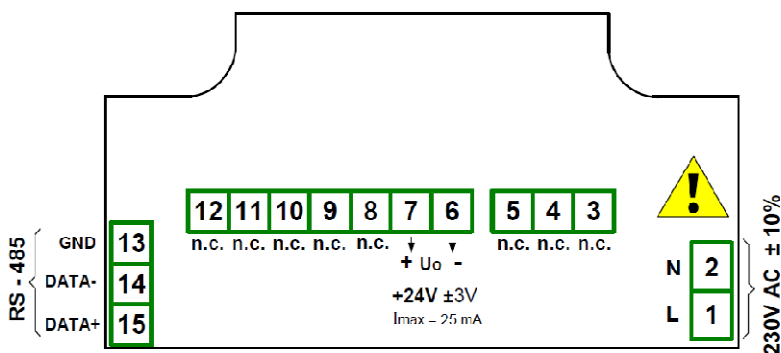 12 11 10 9 8 7 6 5 4 3
n.c. n.c. n.c. n.c. n.c. n.c. n.c. n.c.
+ Uo -
+24V ±3V
Imax = 25 mA
RS - 485
GND 13
DATA- 14
DATA+ 15
!
N 2
L 1
230V AC ± 10%